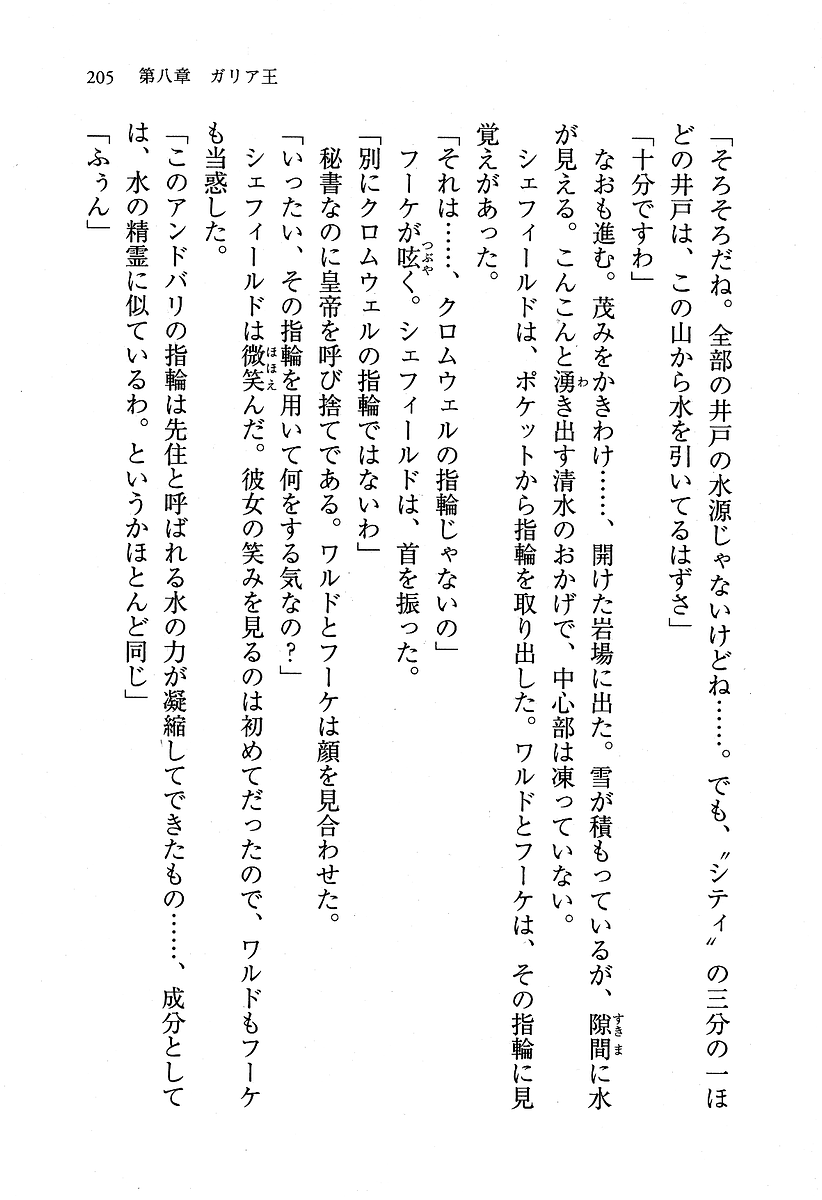 205 第八章 ガリア王
「そろそろだね。全部の井戸の水源じゃないけどね……。でも、〝シティ〟の三分の一ほ
どの井戸は、この山から水を引いてるはずさ」
「十分ですわ」
なおも進む。茂みをかきわけ……、開けた岩場に出た。雪が積もっているが、隙間に水
が見える。こんこんと湧き出す清水のおかげで、中心部は凍っていない。
シェフィールドは、ポケットから指輪を取り出した。ワルドとフーケは、その指輪に見
覚えがあった。
「それは……、クロムウェルの指輪じゃないの」
フーケが呟く。シェフィールドは、首を振った。
「別にクロムウェルの指輪ではないわ」
秘書なのに皇帝を呼び捨てである。ワルドとフーケは顔を見合わせた。
「いったい、その指輪を用いて何をする気なの？」
シェフィールドは微笑んだ。彼女の笑みを見るのは初めてだったので、ワルドもフーケ
も当惑した。
「このアンドバリの指輪は先住と呼ばれる水の力が凝縮してできたもの……、成分として
は、水の精霊に似ているわ。というかほとんど同じ」
「ふぅん」